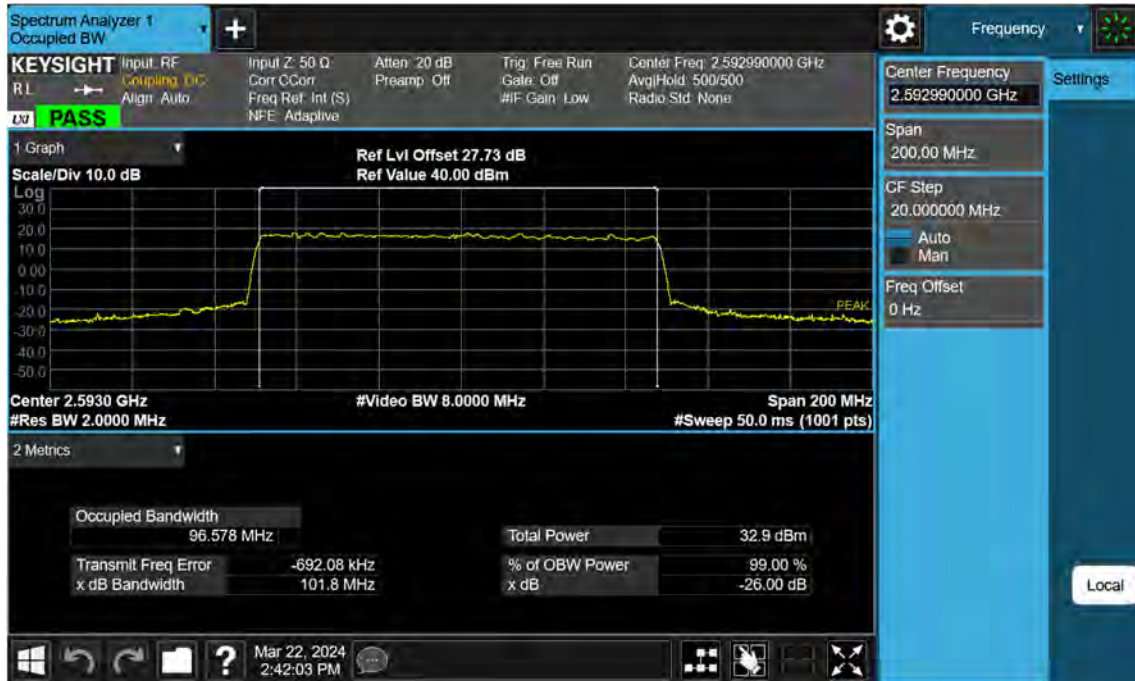 Spectrum Analyzer 1
Occupied BW
Frequency
KEYSIGHT
Input: RF
Coupling: DC
Align: Auto
Input Z: 50 Ω
Corr CCorr
Freq Ref: Int (S)
NFE: Adaptive
Atten: 20 dB
Preamp: Off
Trig: Free Run
Gate: Off
#IF Gain: Low
Center Freq: 2.592990000 GHz
Avg|Hold: 500/500
Radio Std: None
R L
LXI
PASS
Center Frequency
2.592990000 GHz
Settings
Span
200.00 MHz
CF Step
20.000000 MHz
Auto
Man
Freq Offset
0 Hz
1 Graph
Ref Lvl Offset 27.73 dB
Scale/Div 10.0 dB
Ref Value 40.00 dBm
Log
30.0
20.0
10.0
0.00
-10.0
-20.0
-30.0
-40.0
-50.0
PEAK
Center 2.5930 GHz
#Video BW 8.0000 MHz
Span 200 MHz
#Res BW 2.0000 MHz
#Sweep 50.0 ms (1001 pts)
2 Metrics
Occupied Bandwidth
96.578 MHz
Total Power
32.9 dBm
Transmit Freq Error
-692.08 kHz
% of OBW Power
99.00 %
x dB Bandwidth
101.8 MHz
x dB
-26.00 dB
Local
?
Mar 22, 2024
2:42:03 PM